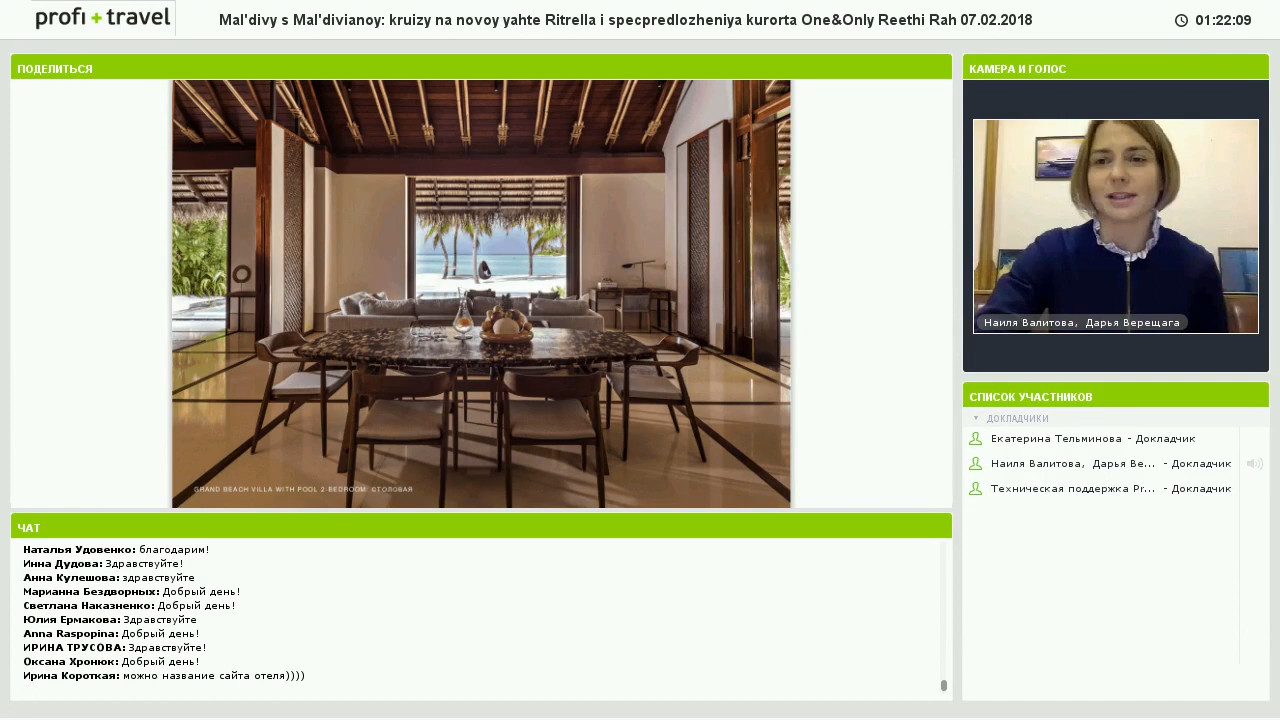 profi + travel
Mal'divy s Mal'divianoy: kruizy na novoy yahte Ritrella i specpredlozheniya kurorta One&Only Reethi Rah 07.02.2018
01:22:09
ПОДЕЛИТЬСЯ
GRAND BEACH VILLA WITH POOL 2 BEDROOM: СТОЛОВАЯ
КАМЕРА И ГОЛОС
Наиля Валитова, Дарья Верещага
СПИСОК УЧАСТНИКОВ
ДОКЛАДЧИКИ
Екатерина Тельминова - Докладчик
Наиля Валитова, Дарья Ве... - Докладчик
Техническая поддержка Pr... - Докладчик
ЧАТ
Наталья Удовенко: благодарим!
Инна Дудова: Здравствуйте!
Анна Кулешова: здравствуйте
Марианна Бездворных: Добрый день!
Светлана Наказненко: Добрый день!
Юлия Ермакова: Здравствуйте
Anna Raspopina: Добрый день!
ИРИНА ТРУСОВА: Здравствуйте!
Оксана Хронюк: Добрый день!
Ирина Короткая: можно название сайта отеля))))